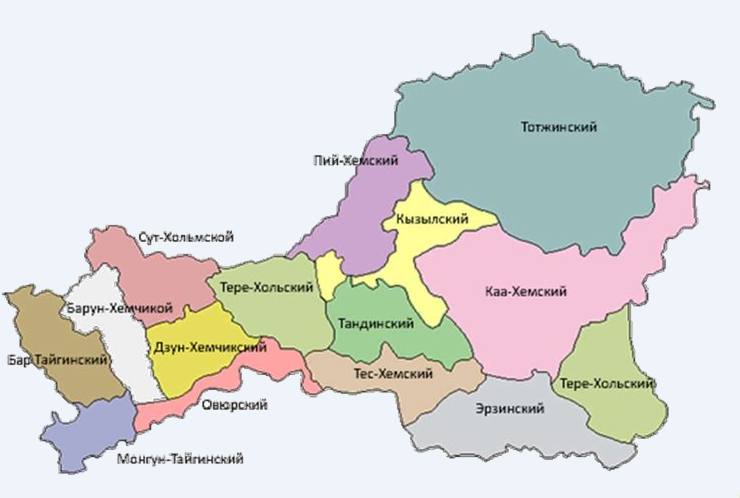 Тотжинский
Пий-Хемский
Кызылский
Сут-Хольмской
Тере-Хольский
Каа-Хемский
Барун-Хемчикой
Тандинский
Дзун-Хемчикский
Бар Тайгинский
Тес-Хемский
Тере-Хольский
Овюрский
Эрзинский
Монгун-Тайгинский